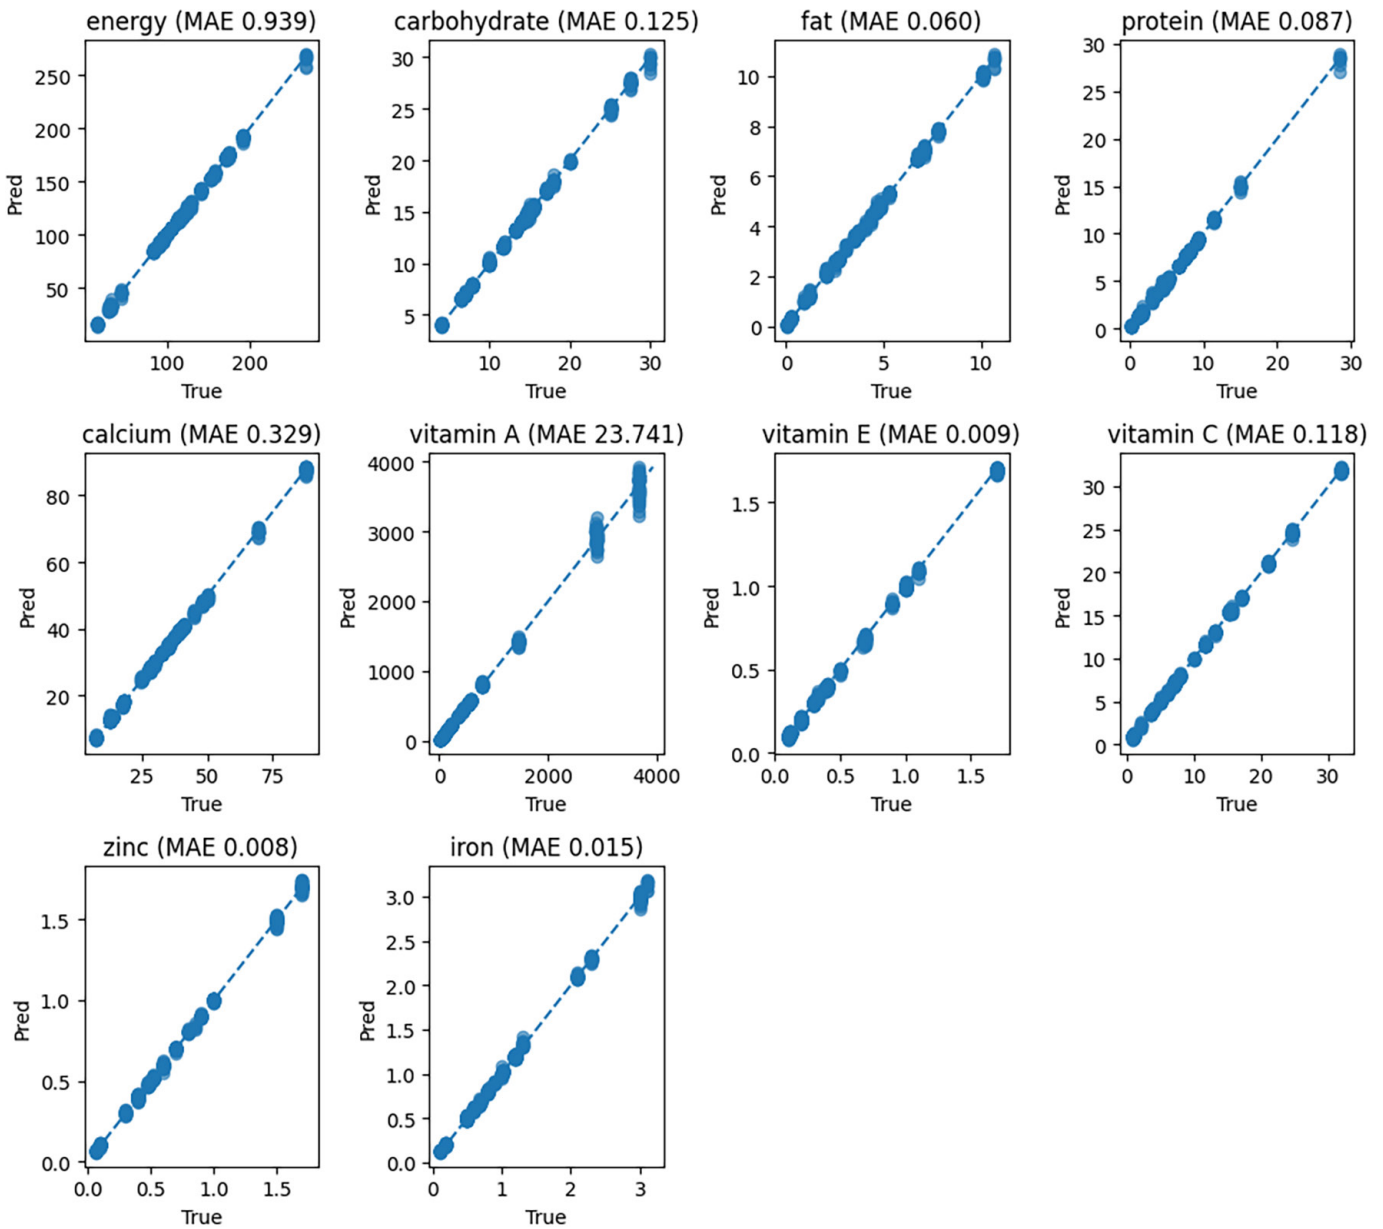 energy (MAE 0.939)
250
200
150
100
50
Pred
100 200
True
carbohydrate (MAE 0.125)
30
25
20
15
10
5
Pred
10 20 30
True
fat (MAE 0.060)
10
8
6
4
2
0
Pred
0 5 10
True
protein (MAE 0.087)
30
25
20
15
10
5
0
Pred
0 10 20 30
True
calcium (MAE 0.329)
80
60
40
20
Pred
25 50 75
True
vitamin A (MAE 23.741)
4000
3000
2000
1000
0
Pred
0 2000 4000
True
vitamin E (MAE 0.009)
1.5
1.0
0.5
0.0
Pred
0.0 0.5 1.0 1.5
True
vitamin C (MAE 0.118)
30
25
20
15
10
5
0
Pred
0 10 20 30
True
zinc (MAE 0.008)
1.5
1.0
0.5
0.0
Pred
0.0 0.5 1.0 1.5
True
iron (MAE 0.015)
3.0
2.5
2.0
1.5
1.0
0.5
0.0
Pred
0 1 2 3
True